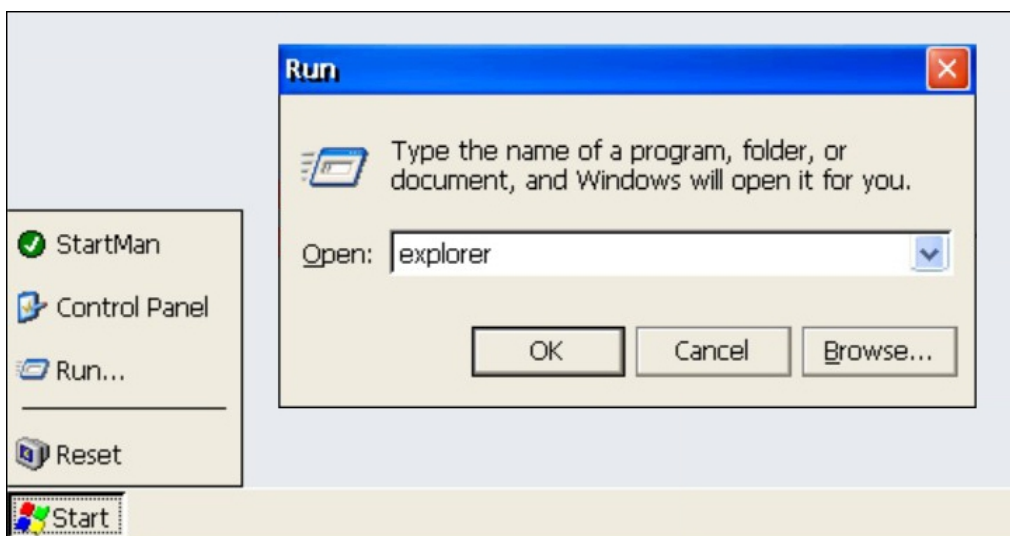 Run
Type the name of a program, folder, or
document, and Windows will open it for you.
Open: explorer
OK Cancel Browse...
StartMan
Control Panel
Run...
Reset
Start